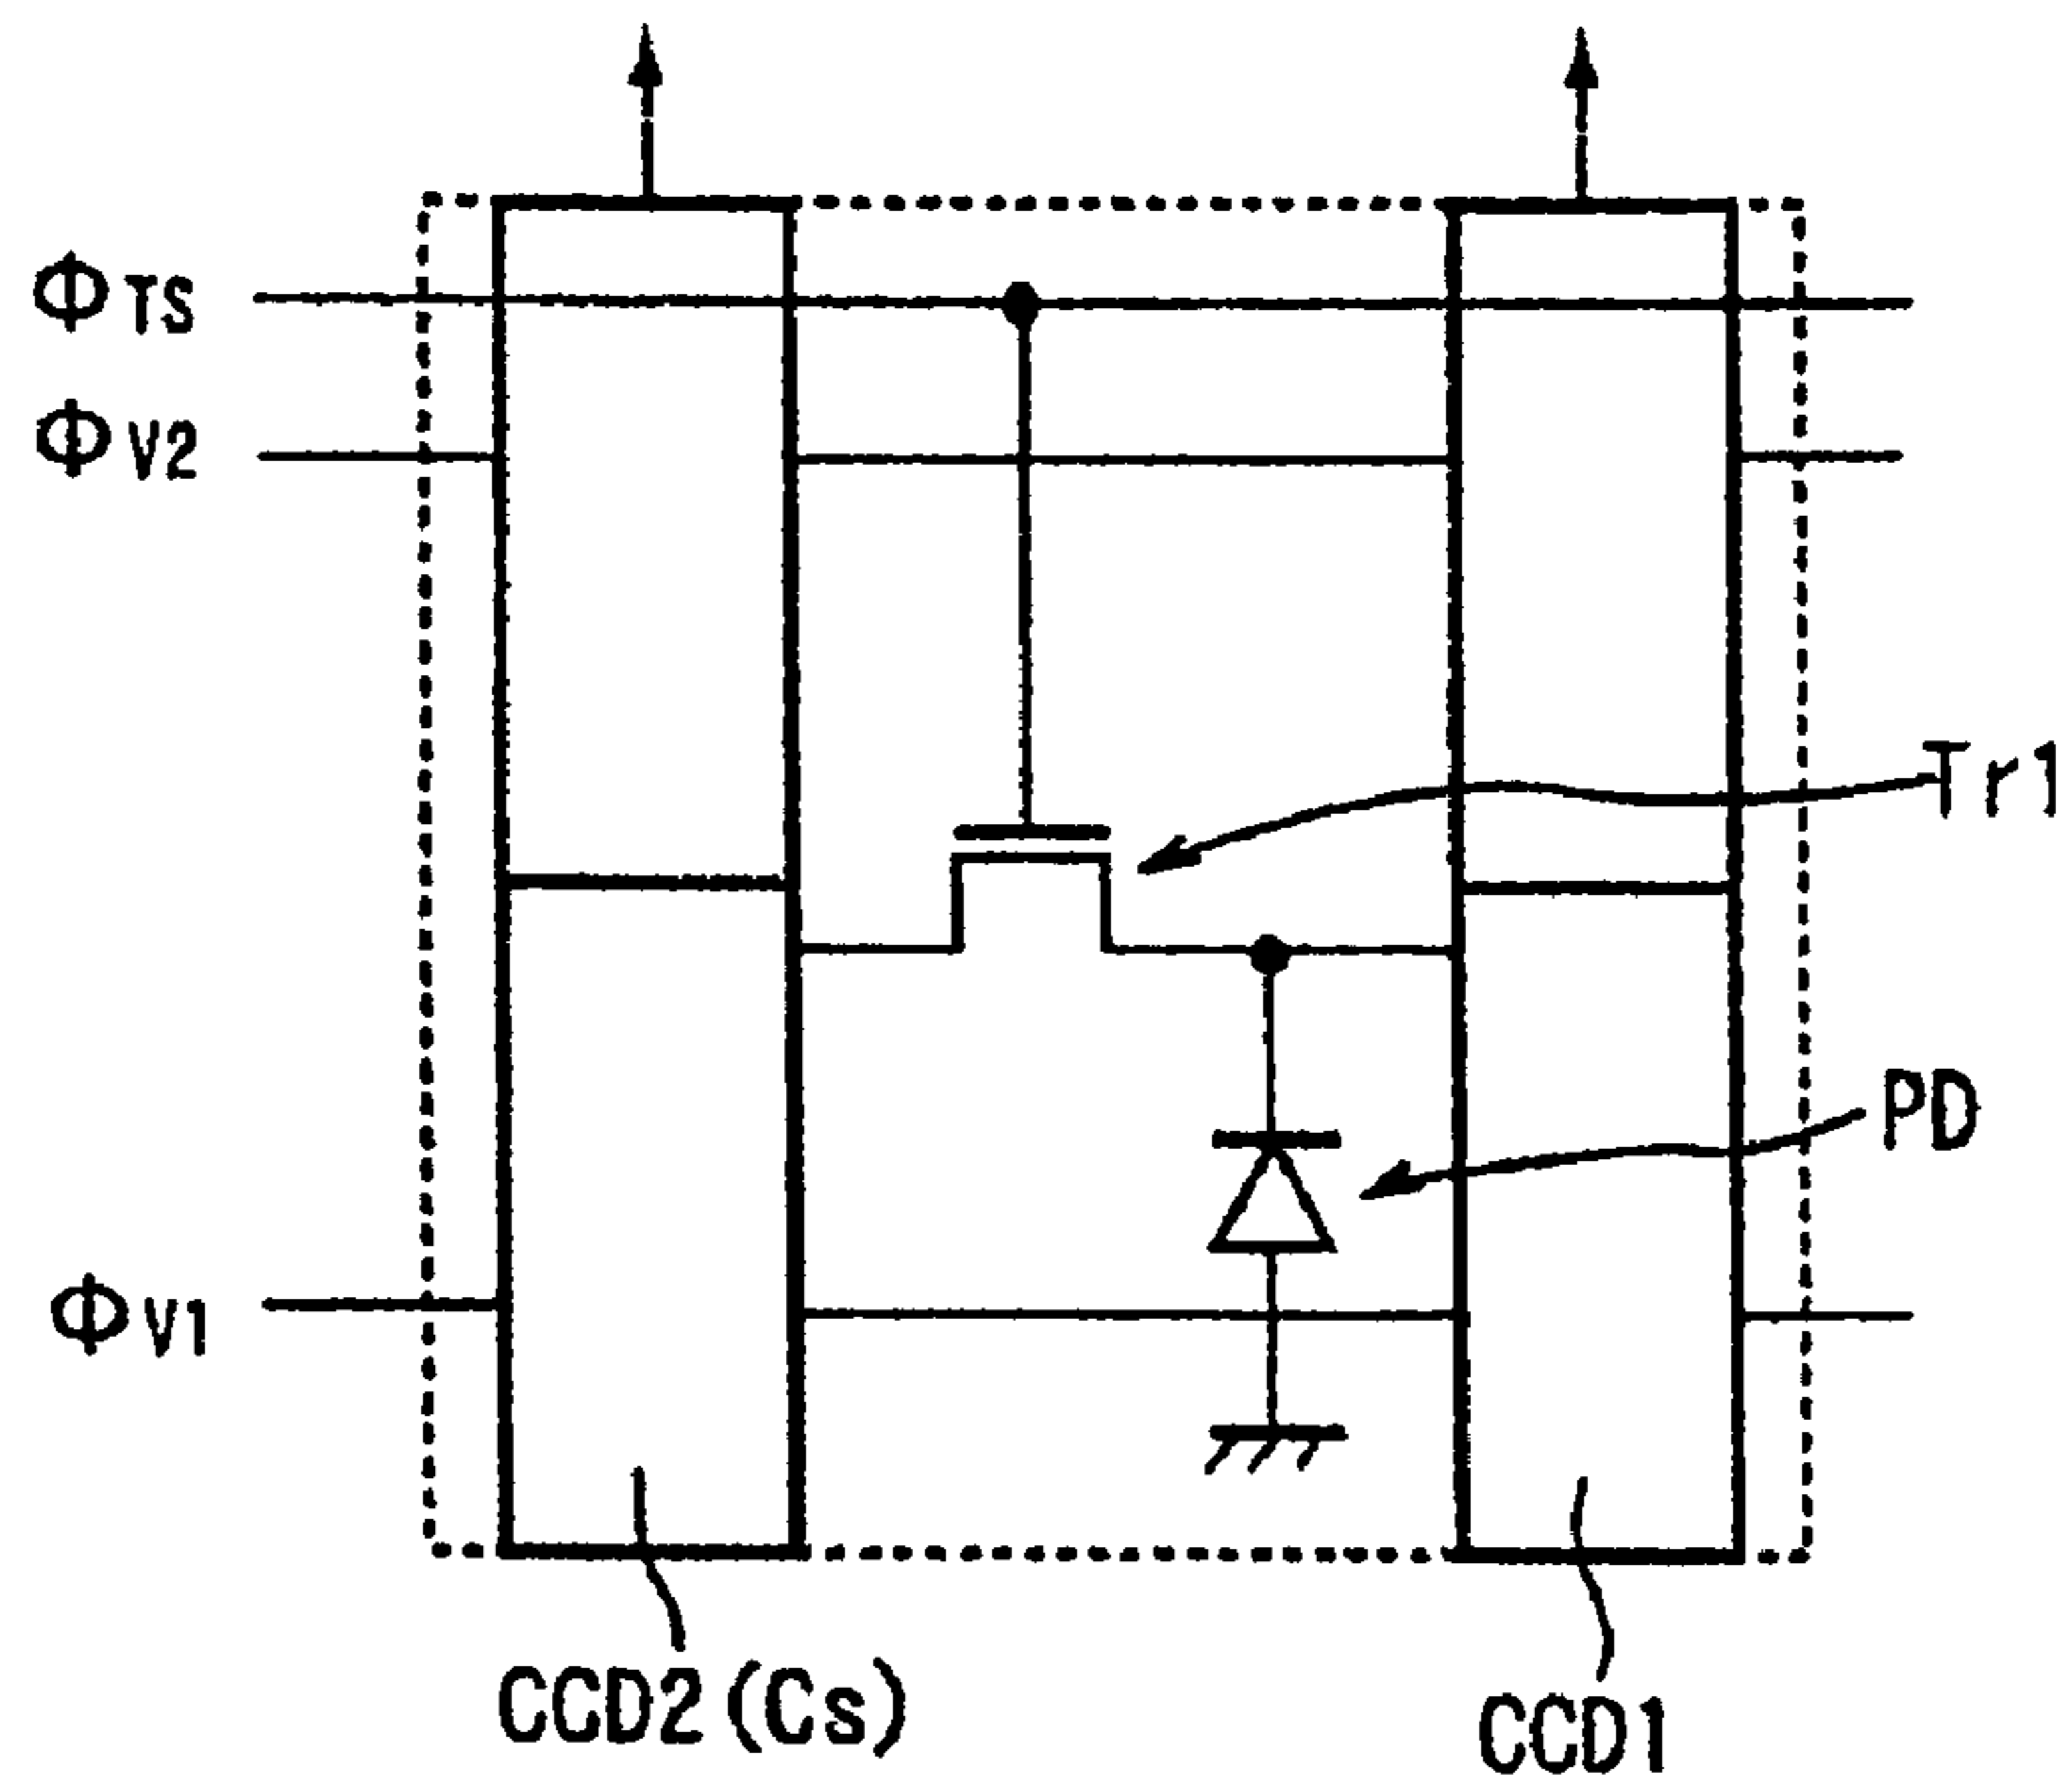 ΦTS
ΦV2
Tr1
PD
ΦV1
CCD2(Cs)
CCD1